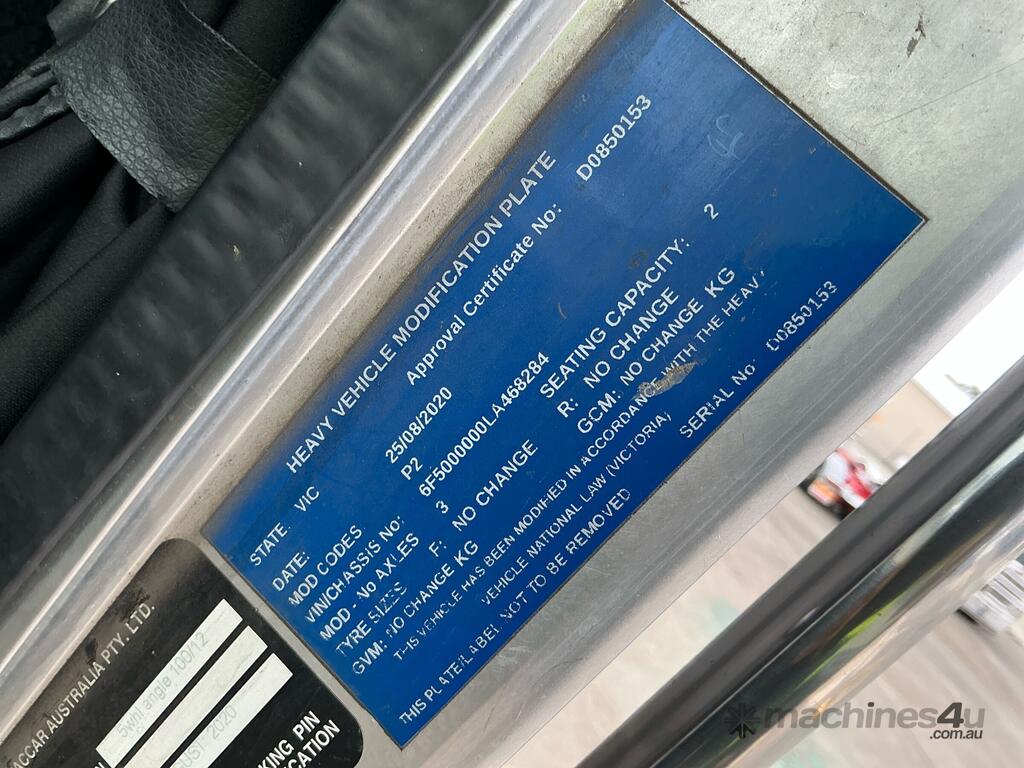 HEAVY VEHICLE MODIFICATION PLATE
STATE: VIC Approval Certificate No: D0850153
DATE: 25/08/2020
MOD CODES P2
VIN/CHASSIS No: 6F5000000LA468284
MOD - No AXLES 3 SEATING CAPACITY: 2
TYRE SIZES F: NO CHANGE R: NO CHANGE
GVM: NO CHANGE KG GCM: NO CHANGE KG
THIS VEHICLE HAS BEEN MODIFIED IN ACCORDANCE WITH THE HEAVY
VEHICLE NATIONAL LAW (VICTORIA)
THIS PLATE/LABEL NOT TO BE REMOVED SERIAL No D0850153
CCAR AUSTRALIA PTY. LTD.
5whl angle 100/12
2020
KING PIN
CATION
machines4u
.com.au